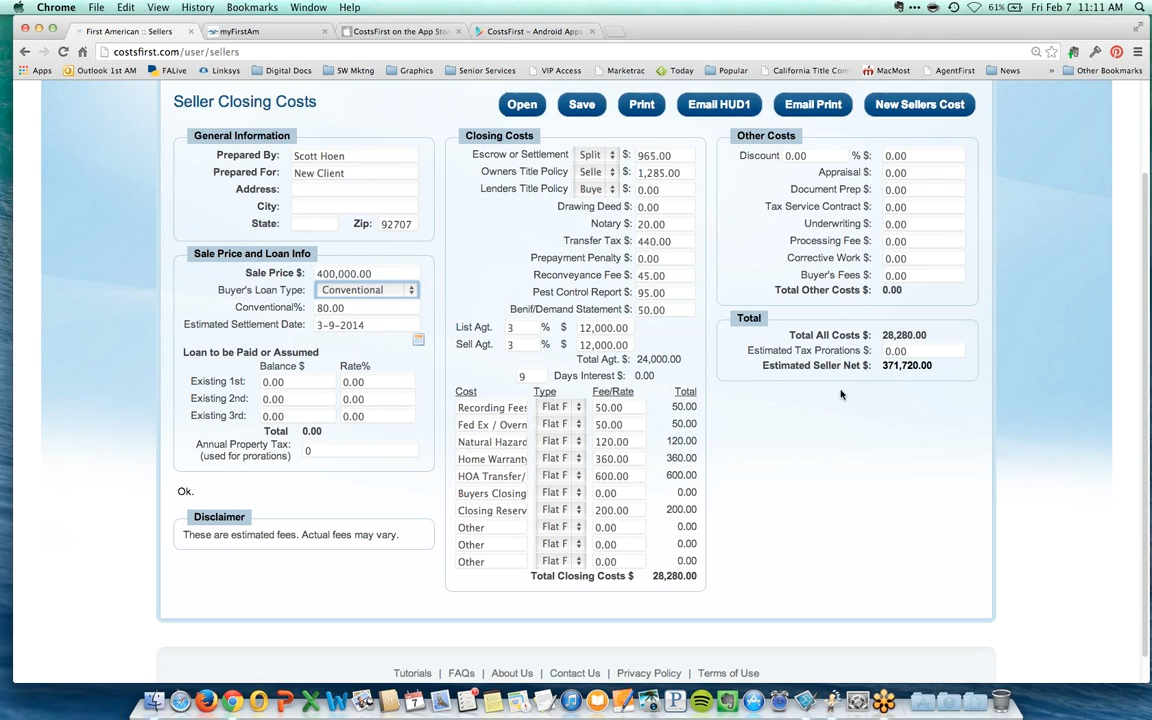 Chrome File Edit View History Bookmarks Window Help 61% Fri Feb 7 11:11 AM
First American :: Sellers myFirstAm CostsFirst on the App Sto CostsFirst – Android Apps
costsfirst.com/user/sellers
Apps Outlook 1st AM FALive Linksys Digital Docs SW Mktng Graphics Senior Services VIP Access Marketrac Today Popular California Title Com MacMost AgentFirst News » Other Bookmarks
Seller Closing Costs
Open Save Print Email HUD1 Email Print New Sellers Cost
General Information
Prepared By: Scott Hoen
Prepared For: New Client
Address:
City:
State: Zip: 92707
Sale Price and Loan Info
Sale Price $: 400,000.00
Buyer's Loan Type: Conventional
Conventional%: 80.00
Estimated Settlement Date: 3-9-2014
Loan to be Paid or Assumed
Balance $ Rate%
Existing 1st: 0.00 0.00
Existing 2nd: 0.00 0.00
Existing 3rd: 0.00 0.00
Total 0.00
Annual Property Tax: 0
(used for prorations)
Ok.
Disclaimer
These are estimated fees. Actual fees may vary.
Closing Costs
Escrow or Settlement Split $: 965.00
Owners Title Policy Selle $: 1,285.00
Lenders Title Policy Buye $: 0.00
Drawing Deed $: 0.00
Notary $: 20.00
Transfer Tax $: 440.00
Prepayment Penalty $: 0.00
Reconveyance Fee $: 45.00
Pest Control Report $: 95.00
Benif/Demand Statement $: 50.00
List Agt. 3 % $ 12,000.00
Sell Agt. 3 % $ 12,000.00
Total Agt. $: 24,000.00
9 Days Interest $: 0.00
Cost Type Fee/Rate Total
Recording Fees Flat F 50.00 50.00
Fed Ex / Overn Flat F 50.00 50.00
Natural Hazard Flat F 120.00 120.00
Home Warranty Flat F 360.00 360.00
HOA Transfer/ Flat F 600.00 600.00
Buyers Closing Flat F 0.00 0.00
Closing Reserv Flat F 200.00 200.00
Other Flat F 0.00 0.00
Other Flat F 0.00 0.00
Other Flat F 0.00 0.00
Total Closing Costs $ 28,280.00
Other Costs
Discount 0.00 % $: 0.00
Appraisal $: 0.00
Document Prep $: 0.00
Tax Service Contract $: 0.00
Underwriting $: 0.00
Processing Fee $: 0.00
Corrective Work $: 0.00
Buyer's Fees $: 0.00
Total Other Costs $: 0.00
Total
Total All Costs $: 28,280.00
Estimated Tax Prorations $: 0.00
Estimated Seller Net $: 371,720.00
Tutorials | FAQs | About Us | Contact Us | Privacy Policy | Terms of Use